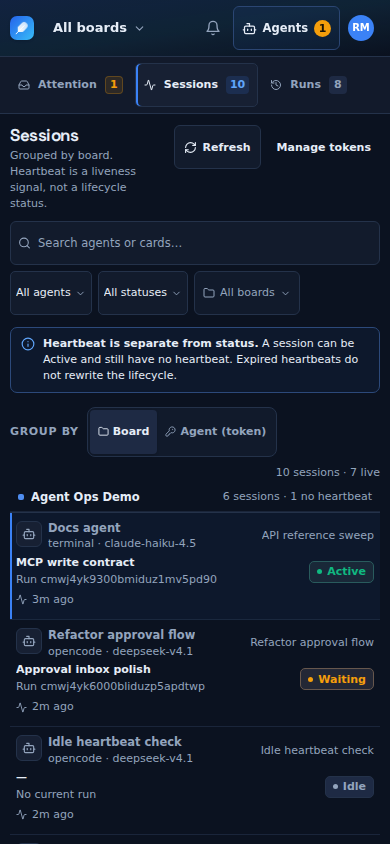 All boards
Agents 1
RM
Attention 1
Sessions 10
Runs 8
Sessions
Grouped by board.
Heartbeat is a liveness
signal, not a lifecycle
status.
Refresh
Manage tokens
Search agents or cards…
All agents
All statuses
All boards
Heartbeat is separate from status. A session can be
Active and still have no heartbeat. Expired heartbeats do
not rewrite the lifecycle.
GROUP BY
Board
Agent (token)
10 sessions · 7 live
Agent Ops Demo
6 sessions · 1 no heartbeat
Docs agent
terminal · claude-haiku-4.5
API reference sweep
MCP write contract
Run cmwj4yk9300bmiduz1mv5pd90
Active
3m ago
Refactor approval flow
opencode · deepseek-v4.1
Refactor approval flow
Approval inbox polish
Run cmwj4yk6000bliduzp5apdtwp
Waiting
2m ago
Idle heartbeat check
opencode · deepseek-v4.1
Idle heartbeat check
—
No current run
Idle
2m ago